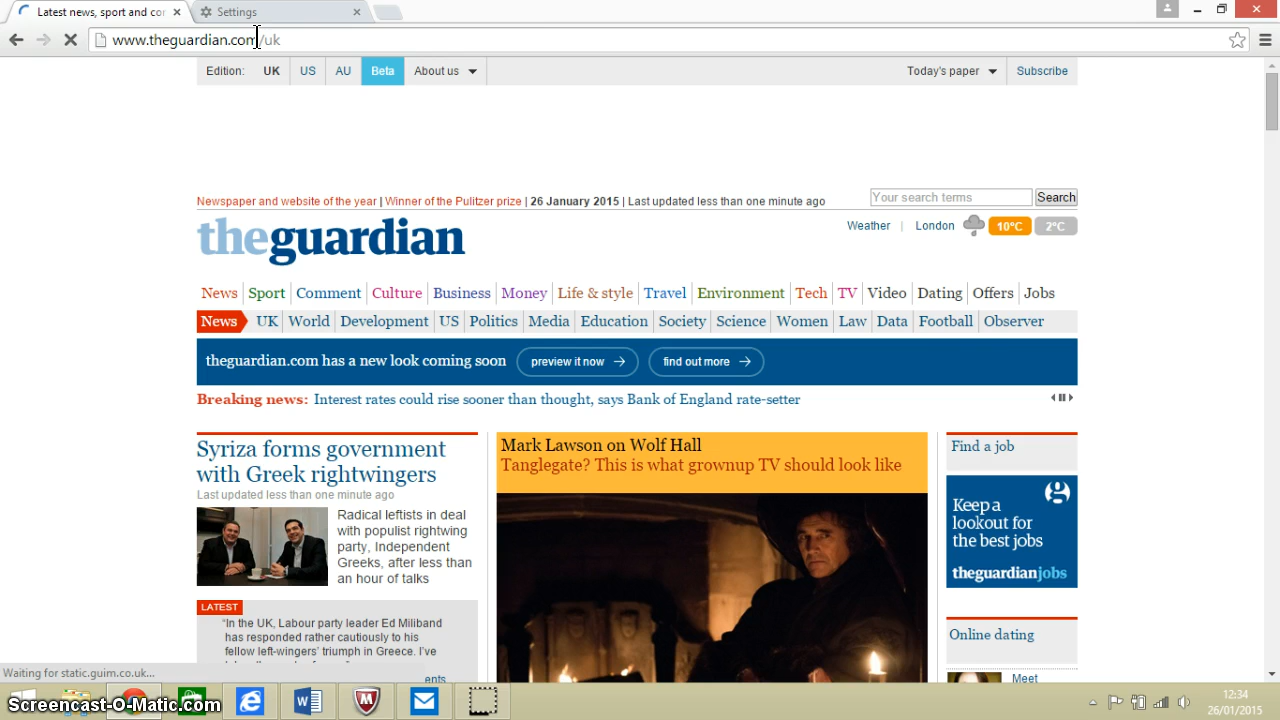 Latest news, sport and cor
Settings
www.theguardian.com/uk
Edition: UK US AU Beta About us
Today's paper Subscribe
Newspaper and website of the year | Winner of the Pulitzer prize | 26 January 2015 | Last updated less than one minute ago
Your search terms Search
theguardian
Weather | London 10°C 2°C
News Sport Comment Culture Business Money Life & style Travel Environment Tech TV Video Dating Offers Jobs
News UK World Development US Politics Media Education Society Science Women Law Data Football Observer
theguardian.com has a new look coming soon preview it now → find out more →
Breaking news: Interest rates could rise sooner than thought, says Bank of England rate-setter
Syriza forms government
with Greek rightwingers
Last updated less than one minute ago
Radical leftists in deal
with populist rightwing
party, Independent
Greeks, after less than
an hour of talks
LATEST
“In the UK, Labour party leader Ed Miliband
has responded rather cautiously to his
fellow left-wingers’ triumph in Greece. I’ve
ents
Mark Lawson on Wolf Hall
Tanglegate? This is what grownup TV should look like
Find a job
Keep a
lookout for
the best jobs
theguardianjobs
Online dating
Meet
Waiting for static.guim.co.uk...
Screencast-O-Matic.com
12:34
26/01/2015